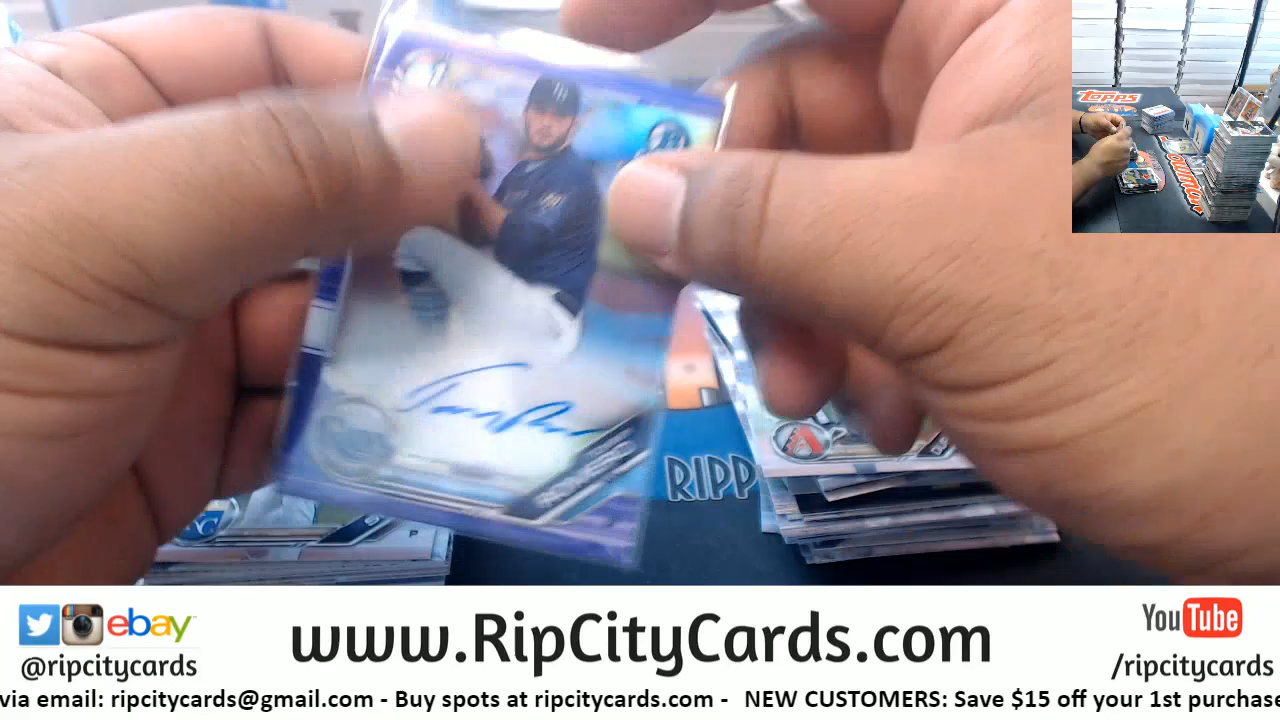 Topps
RIPP
P
www.RipCityCards.com
ebay
@ripcitycards
YouTube
/ripcitycards
via email: ripcitycards@gmail.com - Buy spots at ripcitycards.com - NEW CUSTOMERS: Save $15 off your 1st purchase